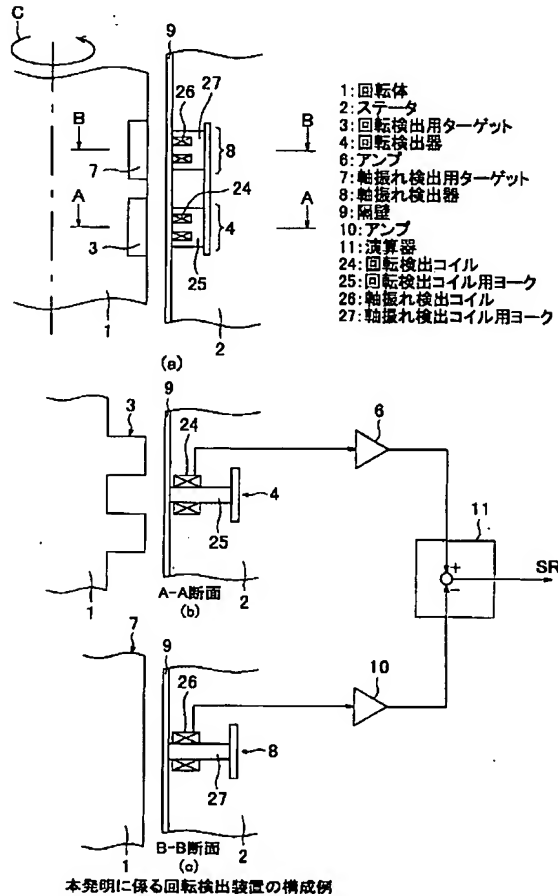 C
9
27
26
B
B
8
7
24
A
A
4
3
25
1
2
(a)
1:回転体
2:ステータ
3:回転検出用ターゲット
4:回転検出器
6:アンプ
7:軸振れ検出用ターゲット
8:軸振れ検出器
9:隔壁
10:アンプ
11:演算器
24:回転検出コイル
25:回転検出コイル用ヨーク
26:軸振れ検出コイル
27:軸振れ検出コイル用ヨーク
3
9
24
6
4
25
11
+
SR
−
1
A-A断面
2
(b)
7
9
26
10
8
27
1
B-B断面
2
(c)
本発明に係る回転検出装置の構成例